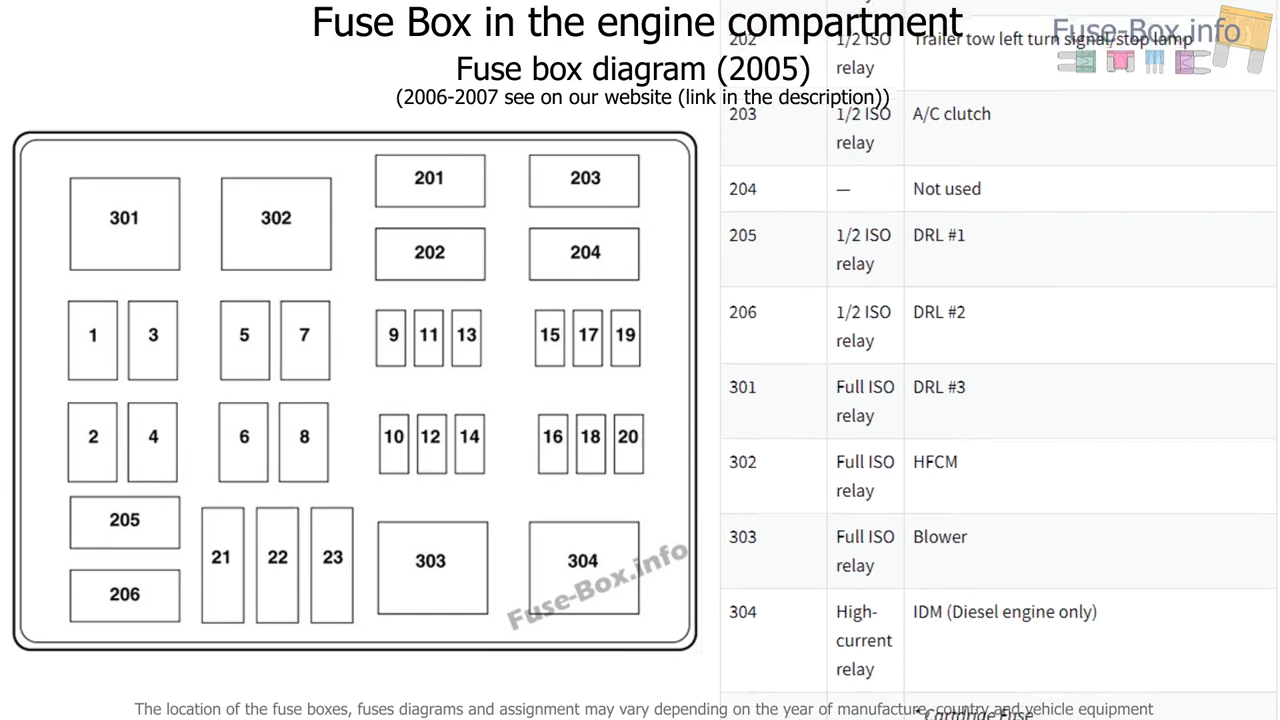 Fuse Box in the engine compartment
Fuse box diagram (2005)
(2006-2007 see on our website (link in the description))
Fuse-Box.info
301 302 201 203
202 204
1 3 5 7 9 11 13 15 17 19
2 4 6 8 10 12 14 16 18 20
205
206
21 22 23 303 304
Fuse-Box.info
202 1/2 ISO Trailer tow left turn signal/stop lamp
relay
203 1/2 ISO A/C clutch
relay
204 — Not used
205 1/2 ISO DRL #1
relay
206 1/2 ISO DRL #2
relay
301 Full ISO DRL #3
relay
302 Full ISO HFCM
relay
303 Full ISO Blower
relay
304 High- IDM (Diesel engine only)
current
relay
* Cartridge Fuse
The location of the fuse boxes, fuses diagrams and assignment may vary depending on the year of manufacture, country and vehicle equipment